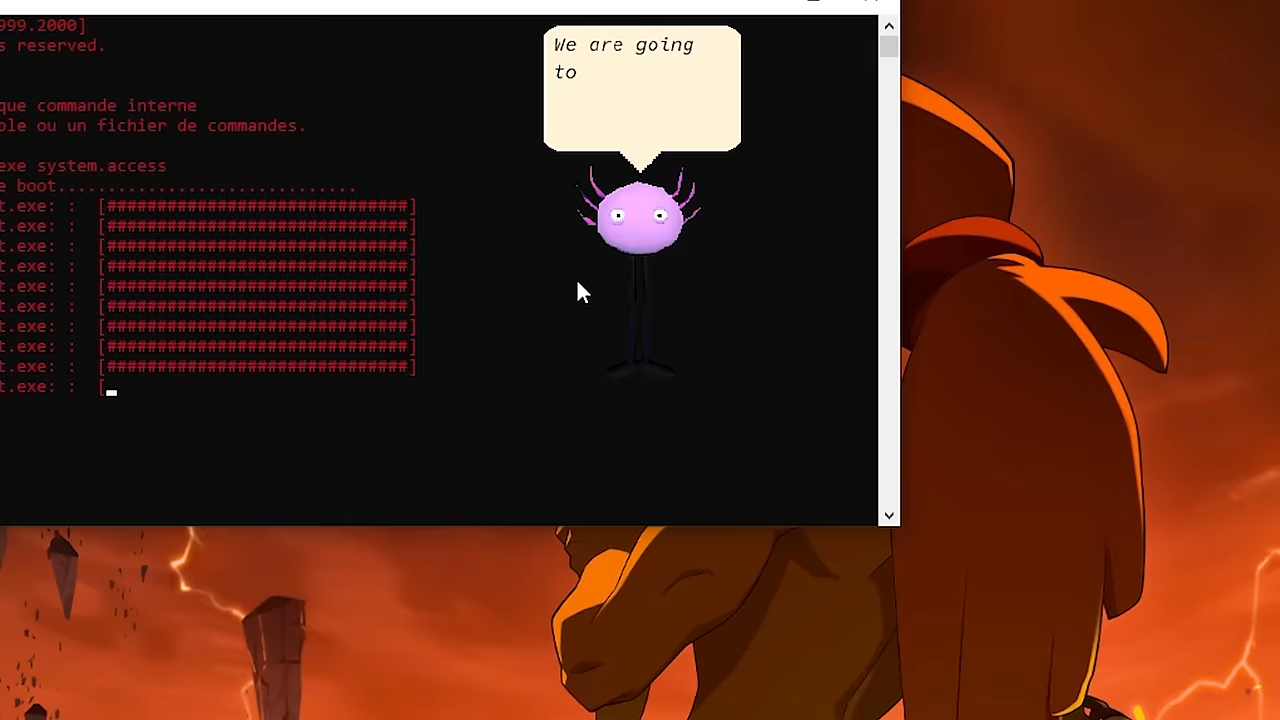 999.2000]
s reserved.
que commande interne
ble ou un fichier de commandes.
exe system.access
e boot................................
t.exe: :  [##############################]
t.exe: :  [##############################]
t.exe: :  [##############################]
t.exe: :  [##############################]
t.exe: :  [##############################]
t.exe: :  [##############################]
t.exe: :  [##############################]
t.exe: :  [##############################]
t.exe: :  [##############################]
t.exe: :  [
We are going
to